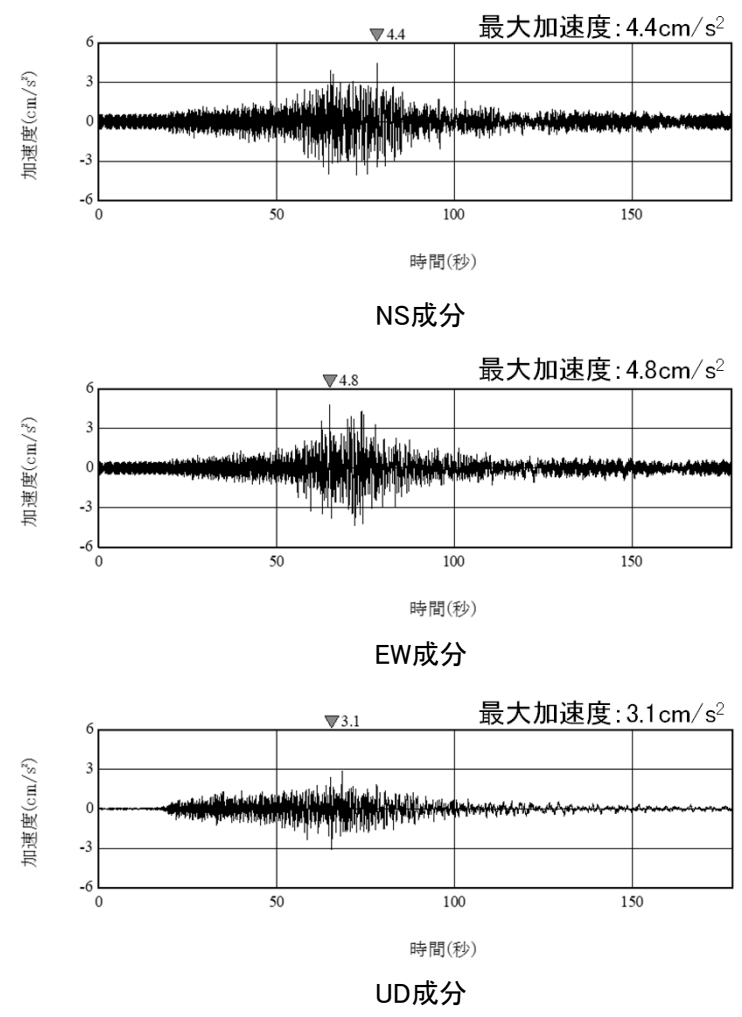 最大加速度：4.4cm/s²
4.4
6
3
0
-3
-6
加速度(cm/s²)
0 50 100 150
時間(秒)
NS成分
最大加速度：4.8cm/s²
4.8
6
3
0
-3
-6
加速度(cm/s²)
0 50 100 150
時間(秒)
EW成分
最大加速度：3.1cm/s²
3.1
6
3
0
-3
-6
加速度(cm/s²)
0 50 100 150
時間(秒)
UD成分